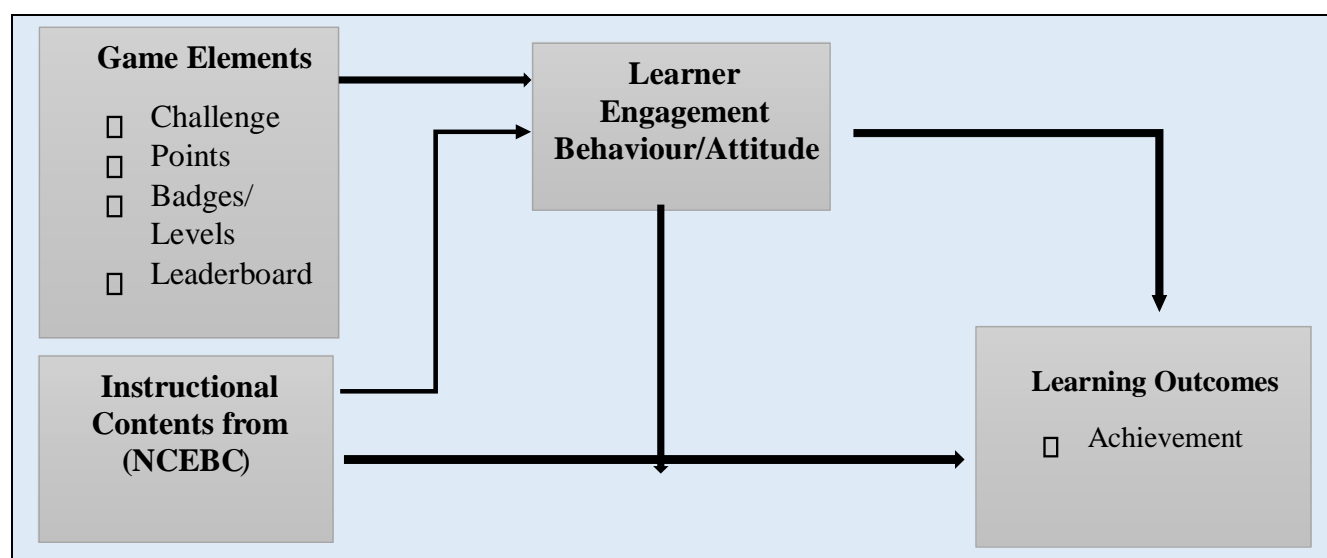 Game Elements
Challenge
Points
Badges/
Levels
Leaderboard
Learner
Engagement
Behaviour/Attitude
Instructional
Contents from
(NCEBC)
Learning Outcomes
Achievement